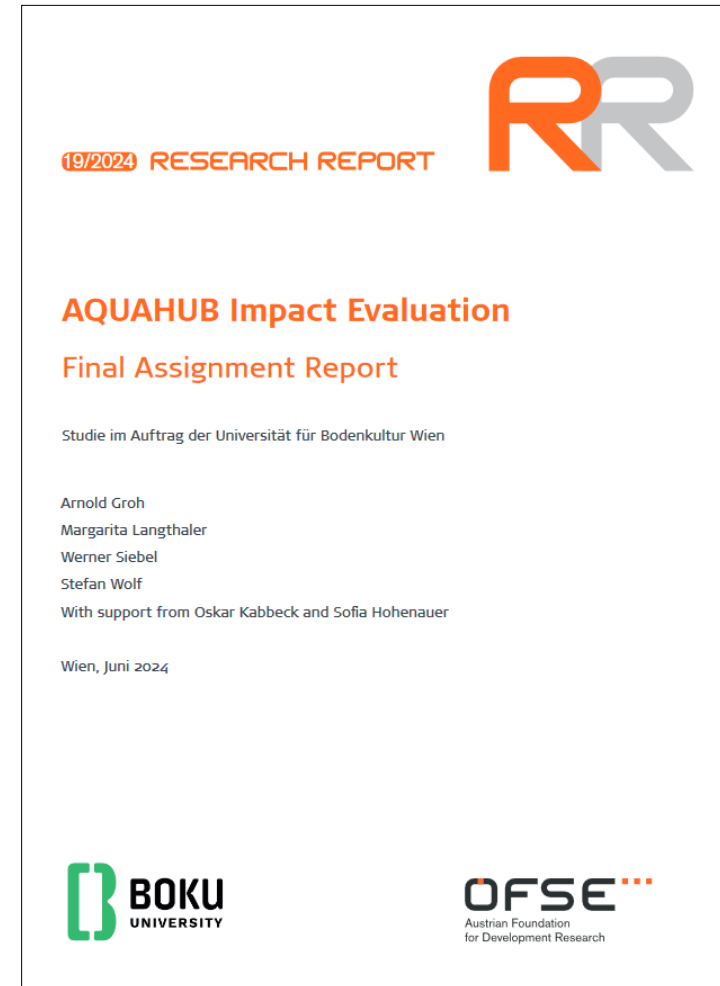 RR
19/2024 RESEARCH REPORT
AQUAHUB Impact Evaluation
Final Assignment Report
Studie im Auftrag der Universität für Bodenkultur Wien
Arnold Groh
Margarita Langthaler
Werner Siebel
Stefan Wolf
With support from Oskar Kabbeck and Sofia Hohenauer
Wien, Juni 2024
BOKU
UNIVERSITY
ÖFSE
Austrian Foundation
for Development Research